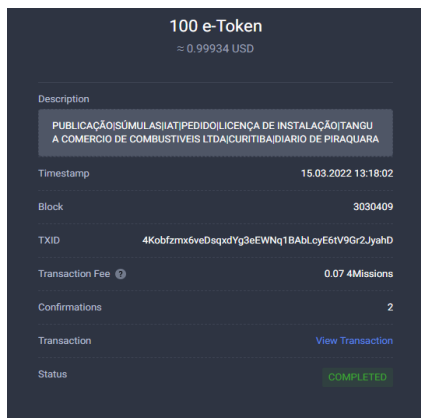 100 e-Token
≈ 0.99934 USD
Description
PUBLICAÇÃO|SÚMULAS|IAT|PEDIDO|LICENÇA DE INSTALAÇÃO|TANGU
A COMERCIO DE COMBUSTIVEIS LTDA|CURITIBA|DIARIO DE PIRAQUARA
Timestamp 15.03.2022 13:18:02
Block 3030409
TXID 4Kobfzmx6veDsqxdYg3eEWNq1BAbLcyE6tV9Gr2JyahD
Transaction Fee ? 0.07 4Missions
Confirmations 2
Transaction View Transaction
Status COMPLETED